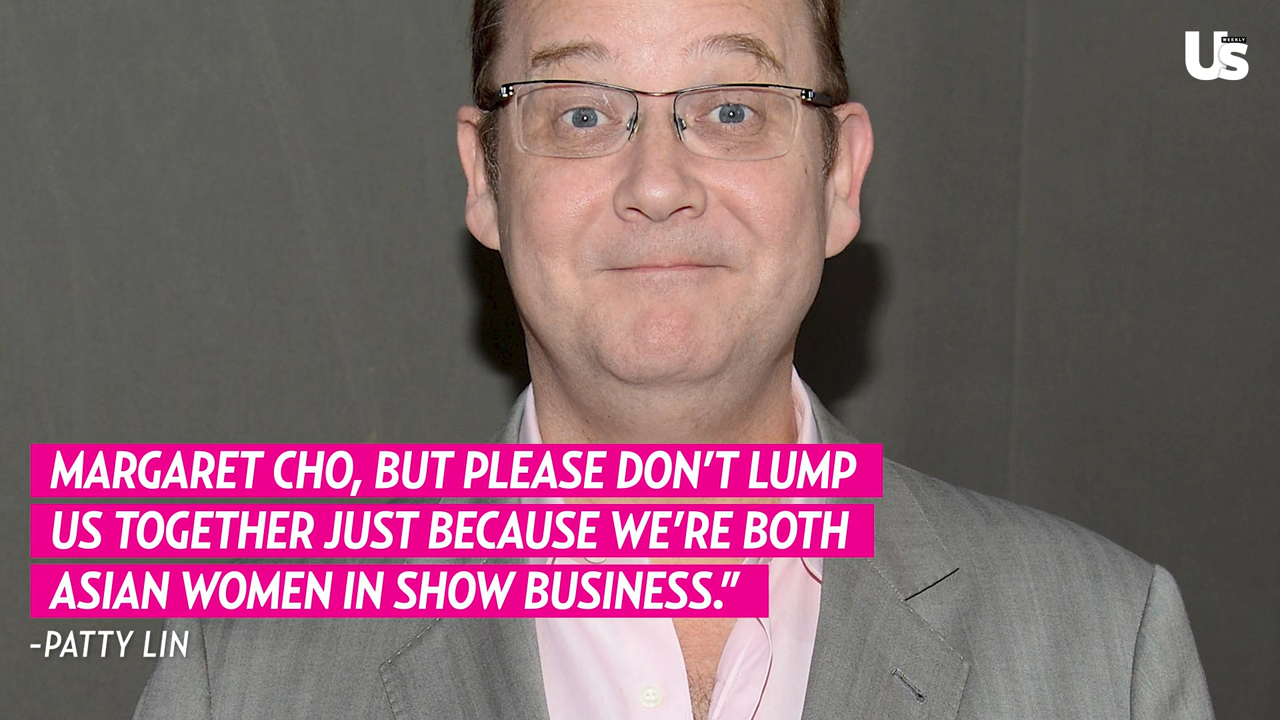 Us
WEEKLY
MARGARET CHO, BUT PLEASE DON'T LUMP
US TOGETHER JUST BECAUSE WE'RE BOTH
ASIAN WOMEN IN SHOW BUSINESS."
-PATTY LIN